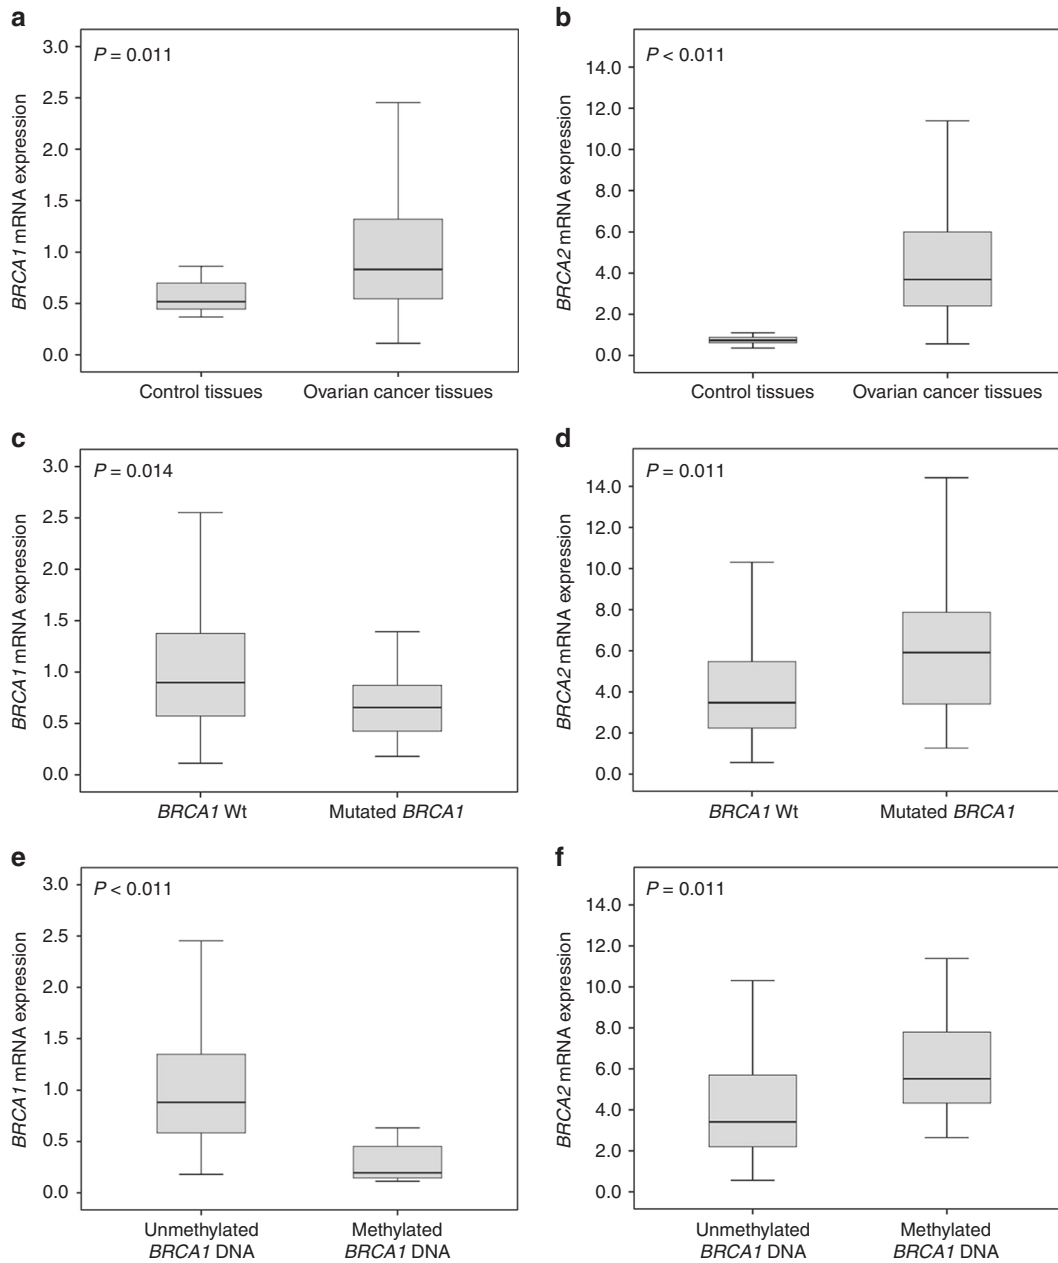 a
P = 0.011
BRCA1 mRNA expression
3.0
2.5
2.0
1.5
1.0
0.5
0.0
Control tissues
Ovarian cancer tissues
b
P < 0.011
BRCA2 mRNA expression
14.0
12.0
10.0
8.0
6.0
4.0
2.0
0.0
Control tissues
Ovarian cancer tissues
c
P = 0.014
BRCA1 mRNA expression
3.0
2.5
2.0
1.5
1.0
0.5
0.0
BRCA1 Wt
Mutated BRCA1
d
P = 0.011
BRCA2 mRNA expression
14.0
12.0
10.0
8.0
6.0
4.0
2.0
0.0
BRCA1 Wt
Mutated BRCA1
e
P < 0.011
BRCA1 mRNA expression
3.0
2.5
2.0
1.5
1.0
0.5
0.0
Unmethylated
BRCA1 DNA
Methylated
BRCA1 DNA
f
P = 0.011
BRCA2 mRNA expression
14.0
12.0
10.0
8.0
6.0
4.0
2.0
0.0
Unmethylated
BRCA1 DNA
Methylated
BRCA1 DNA